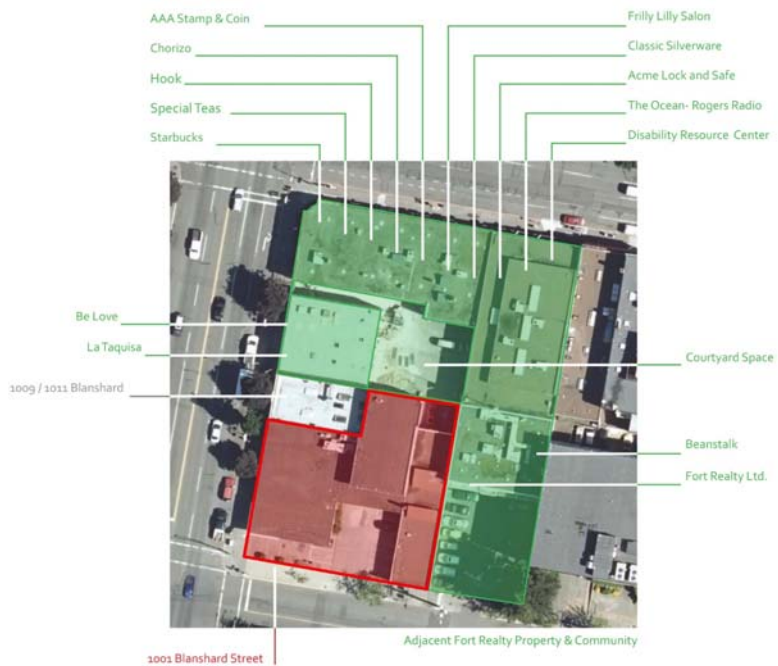 AAA Stamp & Coin
Chorizo
Hook
Special Teas
Starbucks
Frilly Lilly Salon
Classic Silverware
Acme Lock and Safe
The Ocean- Rogers Radio
Disability Resource Center
Be Love
La Taquisa
1009 / 1011 Blanshard
Courtyard Space
Beanstalk
Fort Realty Ltd.
Adjacent Fort Realty Property & Community
1001 Blanshard Street